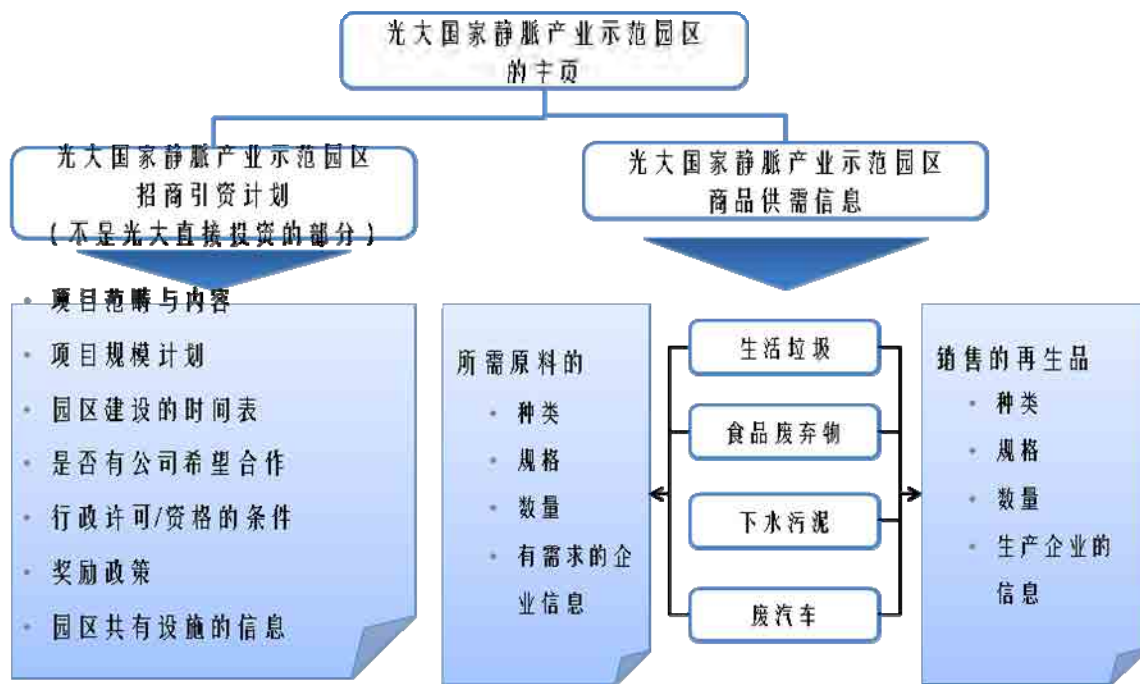 光大国家静脉产业示范园区
的主页
光大国家静脉产业示范园区
招商引资计划
(不是光大直接投资的部分)
光大国家静脉产业示范园区
商品供需信息
• 项目范畴与内容
• 项目规模计划
• 园区建设的时间表
• 是否有公司希望合作
• 行政许可/资格的条件
• 奖励政策
• 园区共有设施的信息
所需原料的
• 种类
• 规格
• 数量
• 有需求的企
业信息
生活垃圾
食品废弃物
下水污泥
废汽车
销售的再生品
• 种类
• 规格
• 数量
• 生产企业的
信息